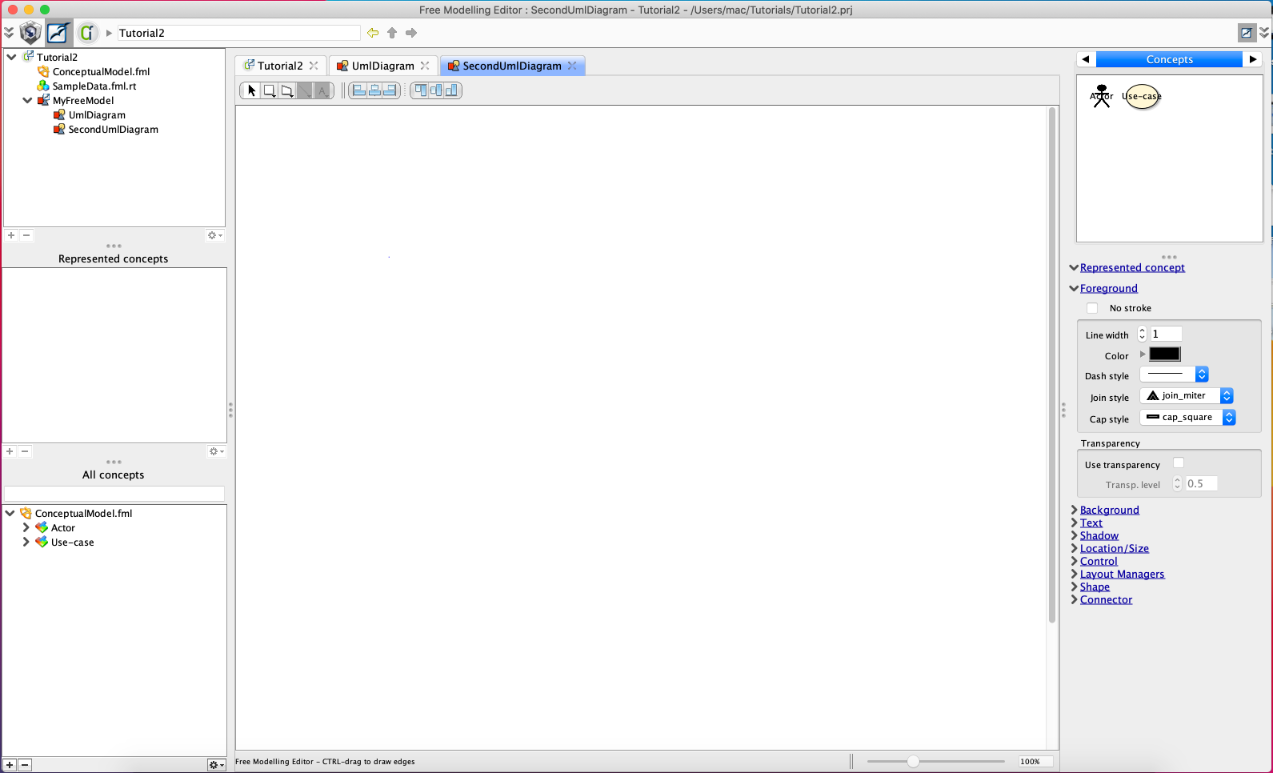 Free Modelling Editor : SecondUmlDiagram - Tutorial2 - /Users/mac/Tutorials/Tutorial2.prj
Tutorial2
Tutorial2
ConceptualModel.fml
SampleData.fml.rt
MyFreeModel
UmlDiagram
SecondUmlDiagram
Represented concepts
All concepts
ConceptualModel.fml
Actor
Use-case
Tutorial2
UmlDiagram
SecondUmlDiagram
Free Modelling Editor - CTRL-drag to draw edges
100%
Concepts
Actor
Use-case
Represented concept
Foreground
No stroke
Line width 1
Color
Dash style
Join style join_miter
Cap style cap_square
Transparency
Use transparency
Transp. level 0.5
Background
Text
Shadow
Location/Size
Control
Layout Managers
Shape
Connector